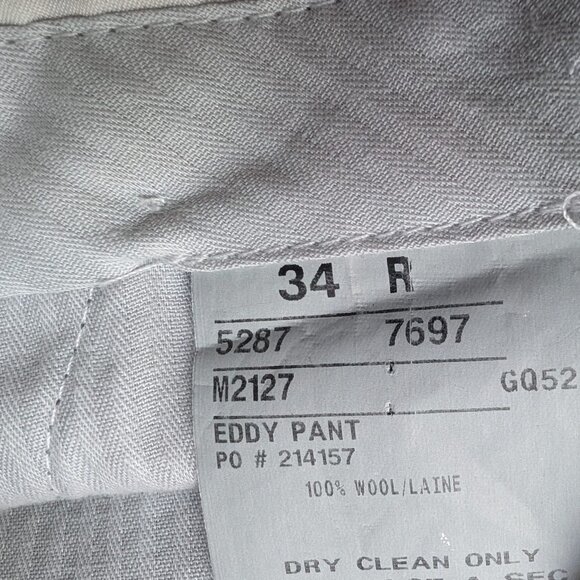 34 R
5287 7697
M2127 GQ52
EDDY PANT
PO # 214157
100% WOOL/LAINE
DRY CLEAN ONLY